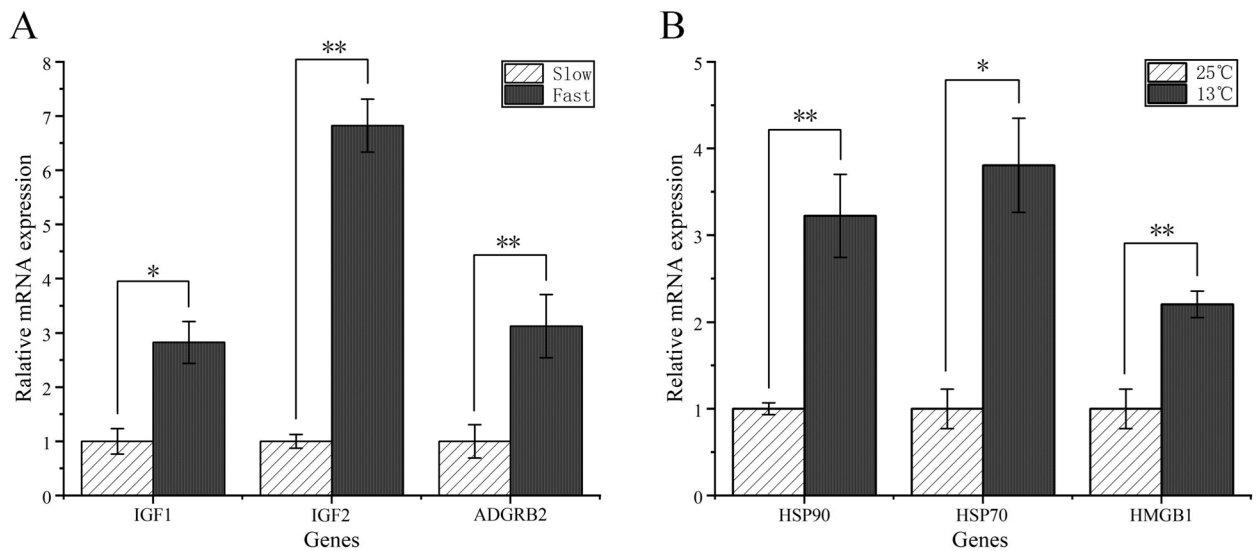 A
Ralative mRNA expression
8
7
6
5
4
3
2
1
0
**
*
**
Slow
Fast
IGF1
IGF2
ADGRB2
Genes
B
Relative mRNA expression
5
4
3
2
1
0
**
*
**
25℃
13℃
HSP90
HSP70
HMGB1
Genes